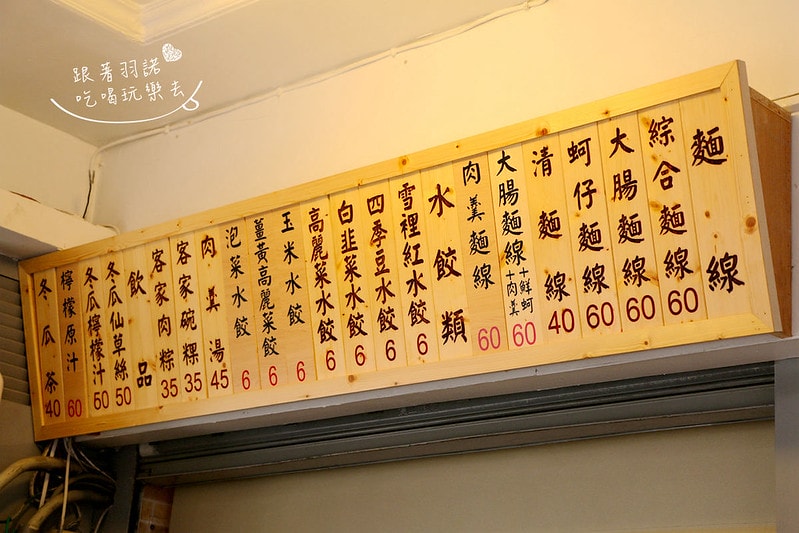 跟著羽諾
吃喝玩樂去
麵線
綜合麵線 60
大腸麵線 60
蚵仔麵線 60
清麵線 40
大腸麵線+鮮蚵+肉羹 60
肉羹麵線 60
水餃類
雪裡紅水餃 6
四季豆水餃 6
白韭菜水餃 6
高麗菜水餃 6
玉米水餃 6
薑黃高麗菜水餃 6
泡菜水餃 6
肉羹湯 45
客家碗粿 35
客家肉粽 35
飲品
冬瓜仙草絲 50
冬瓜檸檬汁 60
檸檬原汁 60
冬瓜茶 40